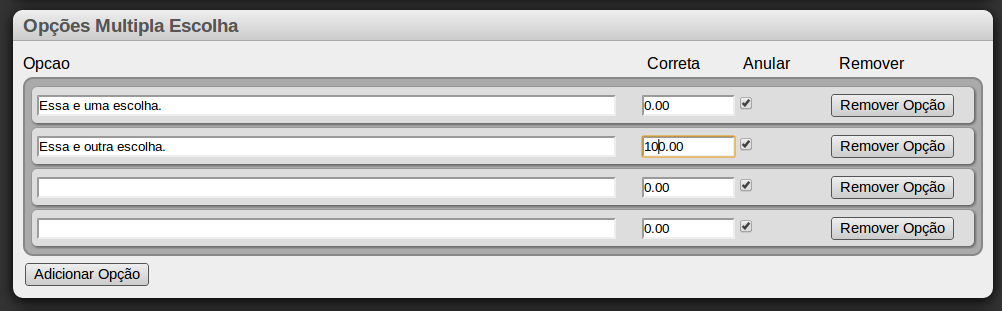 Opções Multipla Escolha
Opcao Correta Anular Remover
Essa e uma escolha. 0.00 Remover Opção
Essa e outra escolha. 100.00 Remover Opção
0.00 Remover Opção
0.00 Remover Opção
Adicionar Opção